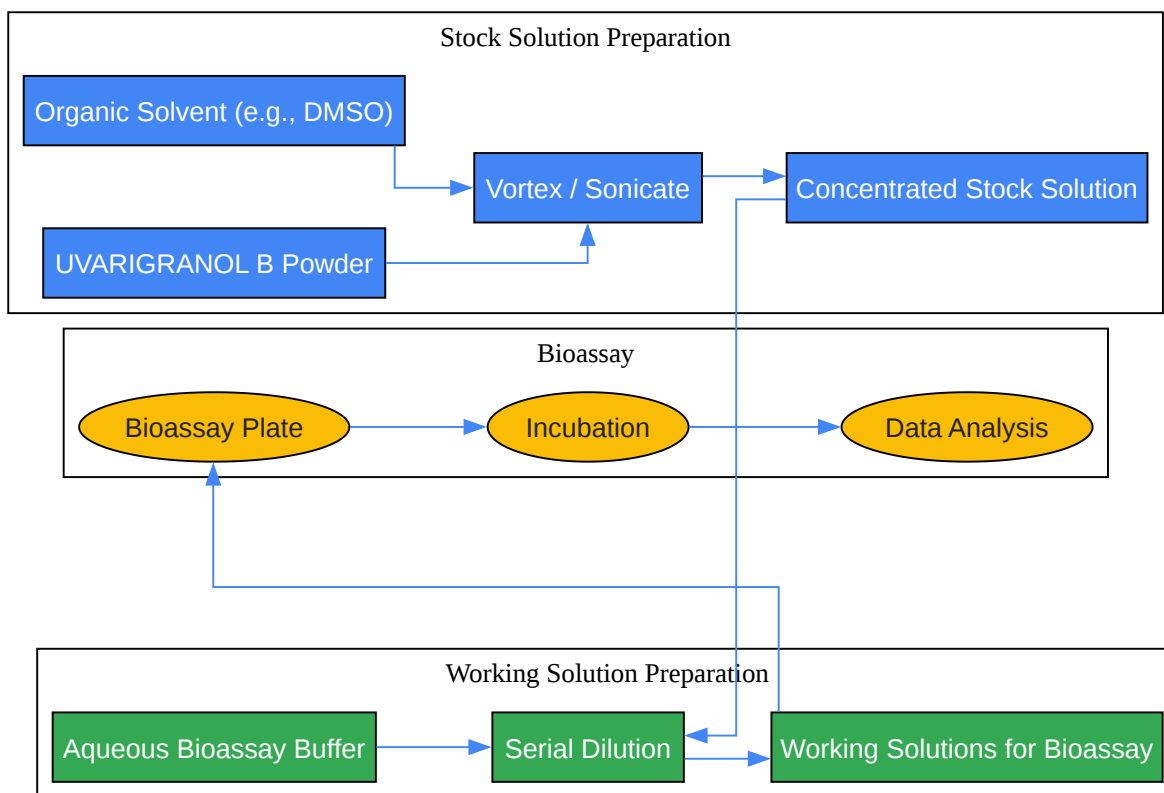 Stock Solution Preparation
Organic Solvent (e.g., DMSO)
Vortex / Sonicate
Concentrated Stock Solution
UVARIGRANOL B Powder
Bioassay
Bioassay Plate
Incubation
Data Analysis
Working Solution Preparation
Aqueous Bioassay Buffer
Serial Dilution
Working Solutions for Bioassay